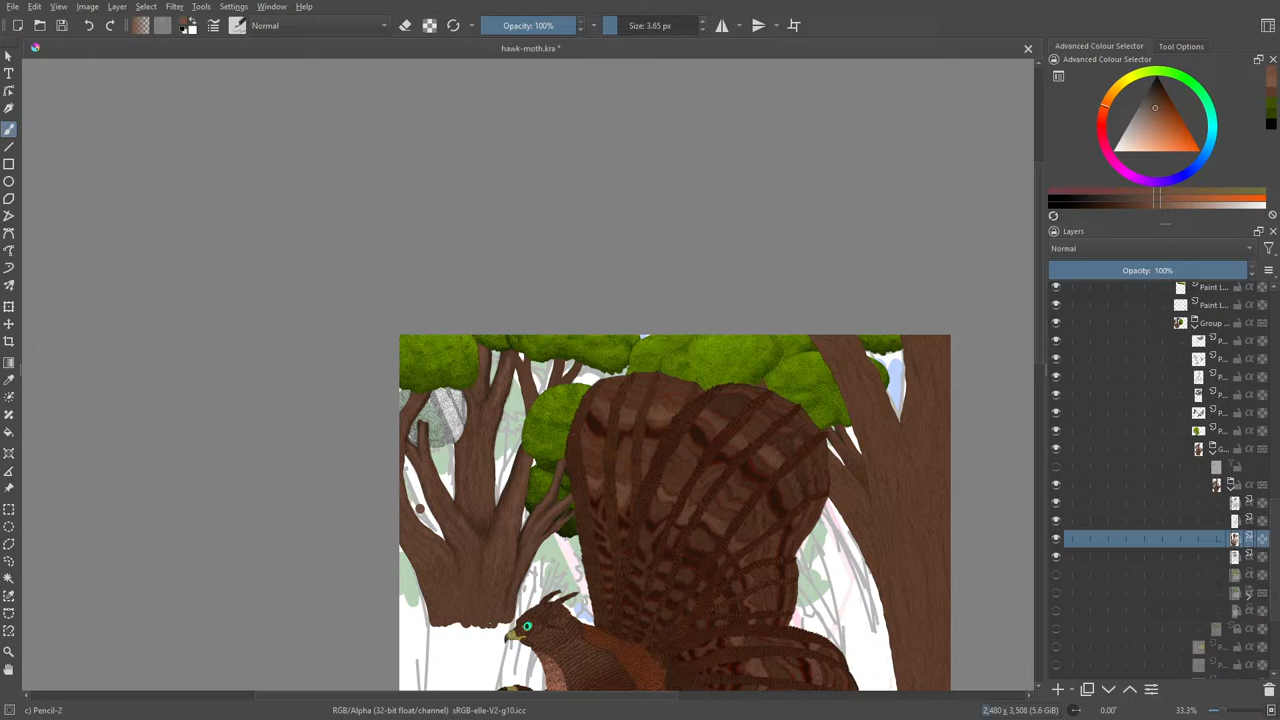 File Edit View Image Layer Select Filter Tools Settings Window Help
Normal Opacity: 100% Size: 3.65 px
hawk-moth.kra *
Advanced Colour Selector Tool Options
Advanced Colour Selector
Layers
Normal
Opacity: 100%
Paint L...
Paint L...
Group ...
P...
P...
P...
P...
P...
P...
G...
P...
P...
c) Pencil-2 RGB/Alpha (32-bit float/channel) sRGB-elle-V2-g10.icc 2,480 x 3,508 (5.6 GiB) 0.00° 33.3%